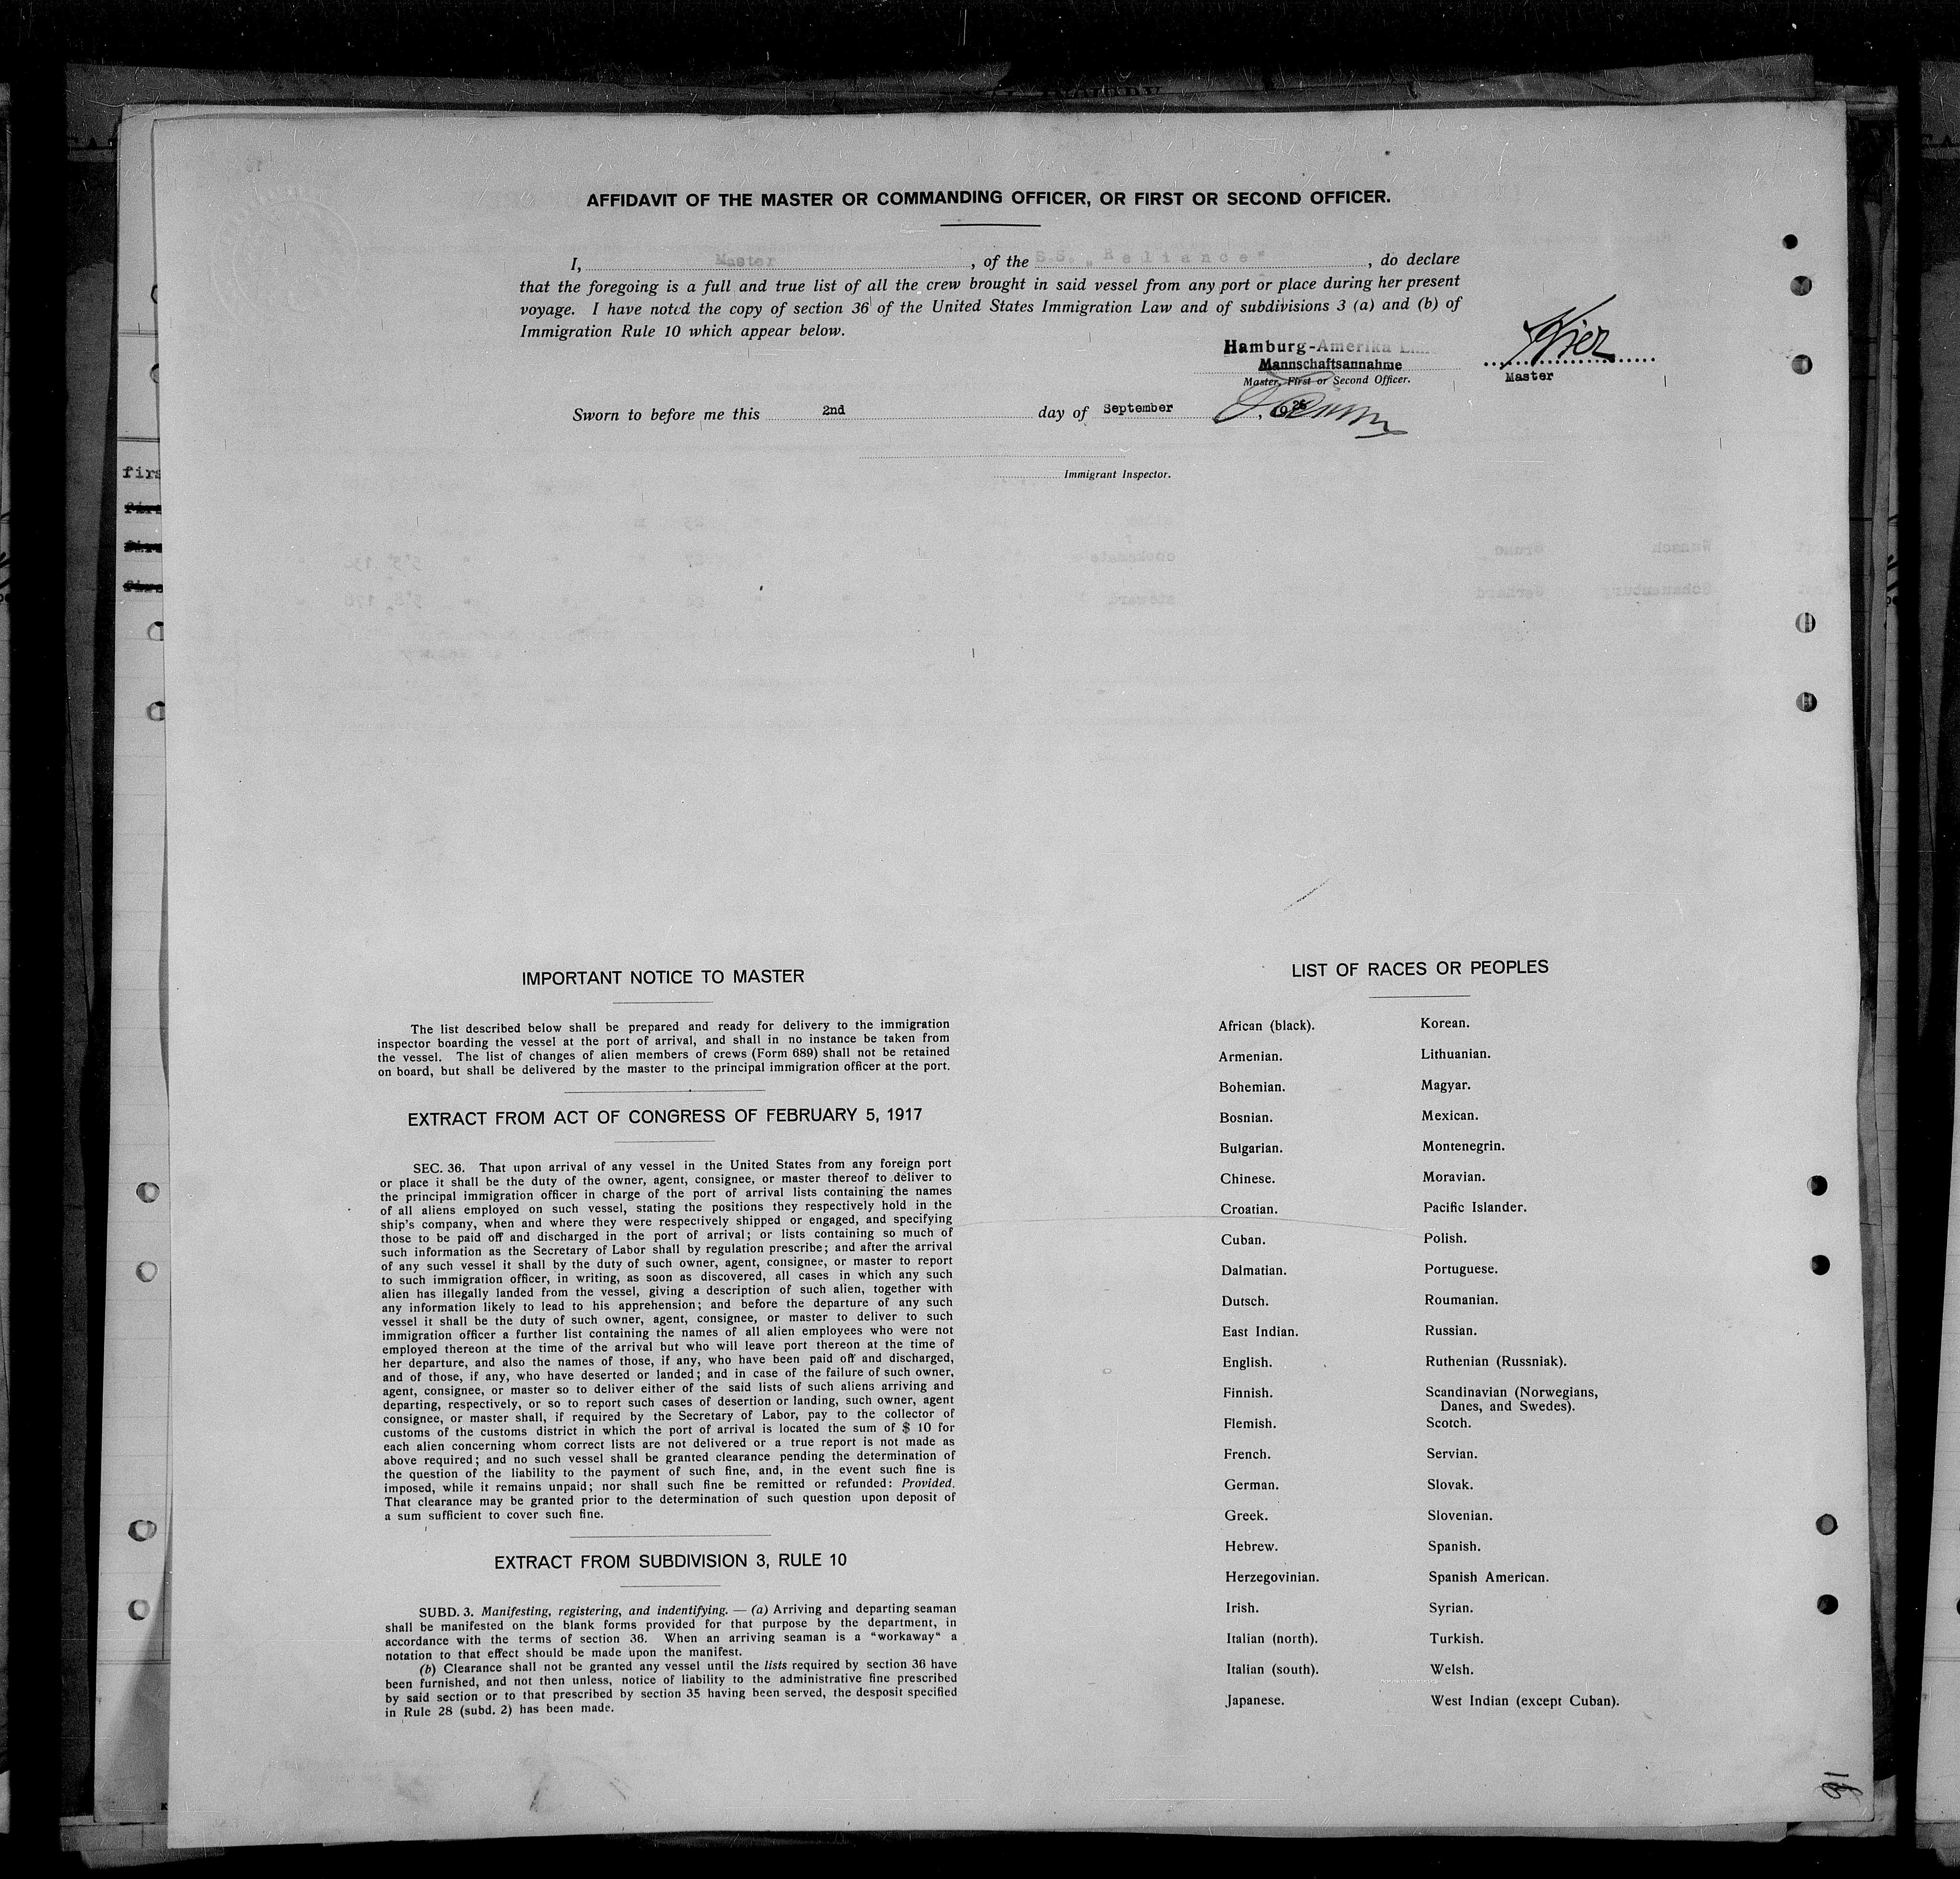 AFFIDAVIT OF THE MASTER OR COMMANDING OFFICER, OR FIRST OR SECOND OFFICER.
I, Master, of the S.S. „Reliance", do declare
that the foregoing is a full and true list of all the crew brought in said vessel from any port or place during her present
voyage. I have noted the copy of section 36 of the United States Immigration Law and of subdivisions 3 (a) and (b) of
Immigration Rule 10 which appear below.
Hamburg-Amerika
Mannschaftsannahme
Master, First or Second Officer.
Master
Sworn to before me this 2nd day of September, 1926
Immigrant Inspector.
firs
Wunsch Bruno cooksmate
Schauenburg Gerhard steward
IMPORTANT NOTICE TO MASTER
The list described below shall be prepared and ready for delivery to the immigration
inspector boarding the vessel at the port of arrival, and shall in no instance be taken from
the vessel. The list of changes of alien members of crews (Form 689) shall not be retained
on board, but shall be delivered by the master to the principal immigration officer at the port.
EXTRACT FROM ACT OF CONGRESS OF FEBRUARY 5, 1917
SEC. 36. That upon arrival of any vessel in the United States from any foreign port
or place it shall be the duty of the owner, agent, consignee, or master thereof to deliver to
the principal immigration officer in charge of the port of arrival lists containing the names
of all aliens employed on such vessel, stating the positions they respectively hold in the
ship's company, when and where they were respectively shipped or engaged, and specifying
those to be paid off and discharged in the port of arrival; or lists containing so much of
such information as the Secretary of Labor shall by regulation prescribe; and after the arrival
of any such vessel it shall by the duty of such owner, agent, consignee, or master to report
to such immigration officer, in writing, as soon as discovered, all cases in which any such
alien has illegally landed from the vessel, giving a description of such alien, together with
any information likely to lead to his apprehension; and before the departure of any such
vessel it shall be the duty of such owner, agent, consignee, or master to deliver to such
immigration officer a further list containing the names of all alien employees who were not
employed thereon at the time of the arrival but who will leave port thereon at the time of
her departure, and also the names of those, if any, who have been paid off and discharged,
and of those, if any, who have deserted or landed; and in case of the failure of such owner,
agent, consignee, or master so to deliver either of the said lists of such aliens arriving and
departing, respectively, or so to report such cases of desertion or landing, such owner, agent
consignee, or master shall, if required by the Secretary of Labor, pay to the collector of
customs of the customs district in which the port of arrival is located the sum of $ 10 for
each alien concerning whom correct lists are not delivered or a true report is not made as
above required; and no such vessel shall be granted clearance pending the determination of
the question of the liability to the payment of such fine, and, in the event such fine is
imposed, while it remains unpaid; nor shall such fine be remitted or refunded: Provided.
That clearance may be granted prior to the determination of such question upon deposit of
a sum sufficient to cover such fine.
EXTRACT FROM SUBDIVISION 3, RULE 10
SUBD. 3. Manifesting, registering, and indentifying. — (a) Arriving and departing seaman
shall be manifested on the blank forms provided for that purpose by the department, in
accordance with the terms of section 36. When an arriving seaman is a "workaway" a
notation to that effect should be made upon the manifest.
(b) Clearance shall not be granted any vessel until the lists required by section 36 have
been furnished, and not then unless, notice of liability to the administrative fine prescribed
by said section or to that prescribed by section 35 having been served, the desposit specified
in Rule 28 (subd. 2) has been made.
LIST OF RACES OR PEOPLES
African (black).
Armenian.
Bohemian.
Bosnian.
Bulgarian.
Chinese.
Croatian.
Cuban.
Dalmatian.
Dutsch.
East Indian.
English.
Finnish.
Flemish.
French.
German.
Greek.
Hebrew.
Herzegovinian.
Irish.
Italian (north).
Italian (south).
Japanese.
Korean.
Lithuanian.
Magyar.
Mexican.
Montenegrin.
Moravian.
Pacific Islander.
Polish.
Portuguese.
Roumanian.
Russian.
Ruthenian (Russniak).
Scandinavian (Norwegians,
Danes, and Swedes).
Scotch.
Servian.
Slovak.
Slovenian.
Spanish.
Spanish American.
Syrian.
Turkish.
Welsh.
West Indian (except Cuban).